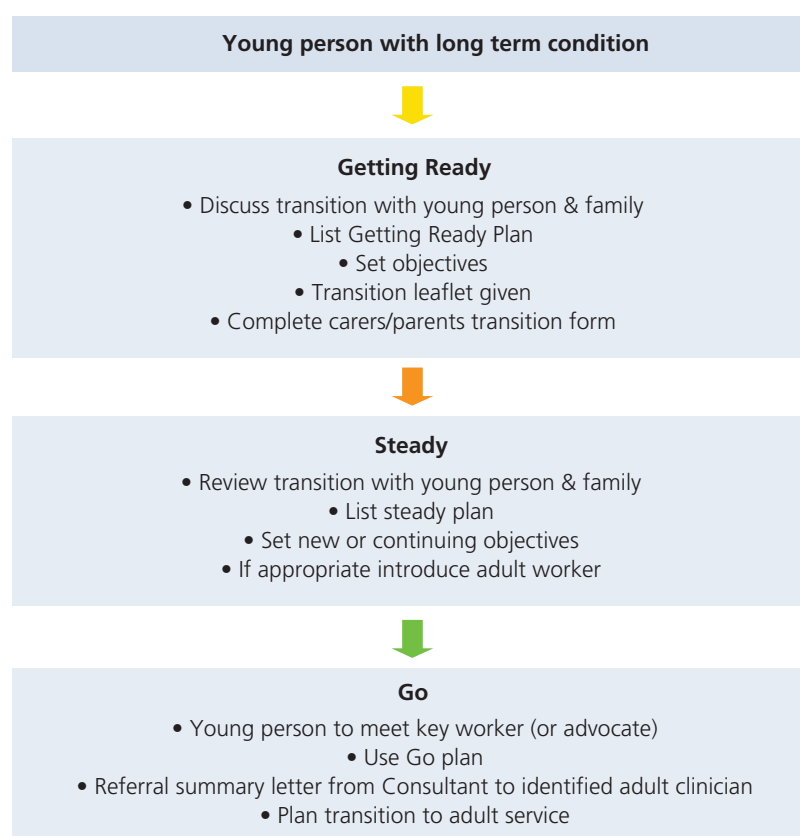 Young person with long term condition
Getting Ready
• Discuss transition with young person & family
• List Getting Ready Plan
• Set objectives
• Transition leaflet given
• Complete carers/parents transition form
Steady
• Review transition with young person & family
• List steady plan
• Set new or continuing objectives
• If appropriate introduce adult worker
Go
• Young person to meet key worker (or advocate)
• Use Go plan
• Referral summary letter from Consultant to identified adult clinician
• Plan transition to adult service